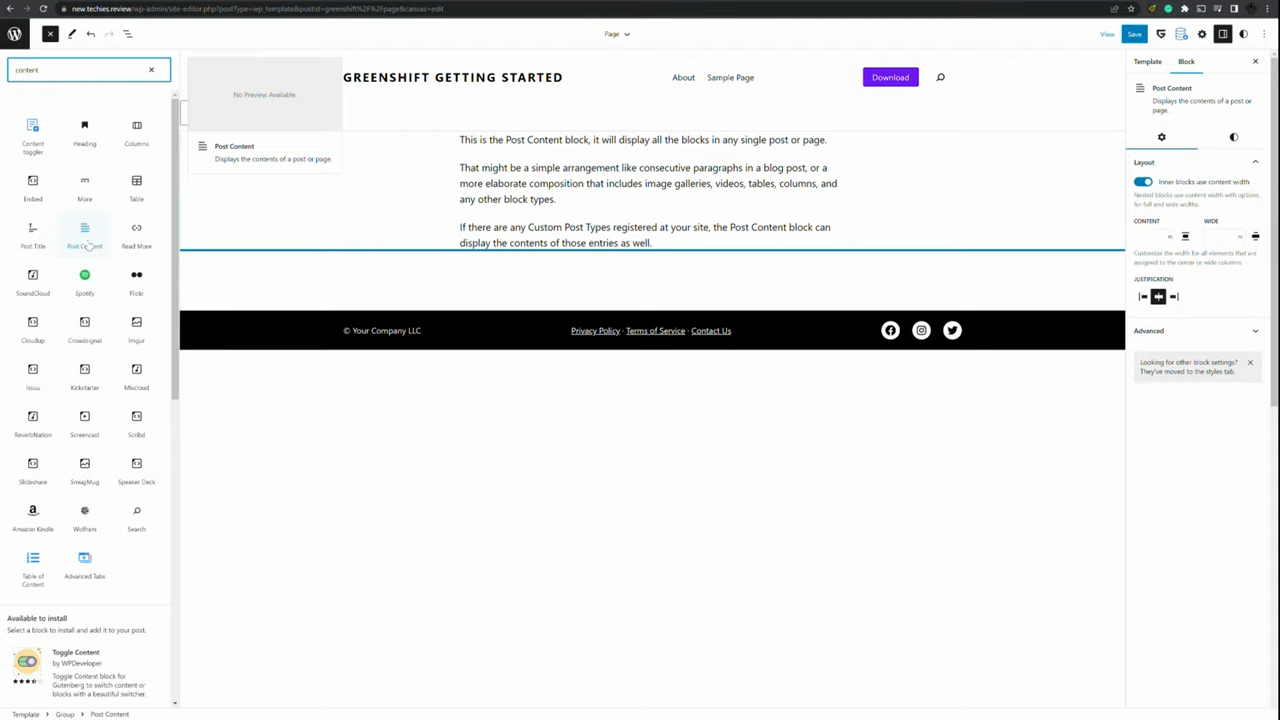 new.techies.review/wp-admin/site-editor.php?postType=wp_template&postId=greenshift%2F%2Fpage&canvas=edit
Page
View
Save
content
Content
toggler
Heading
Columns
Embed
More
Table
Post Title
Post Content
Read More
SoundCloud
Spotify
Flickr
Cloudup
Crowdsignal
Imgur
Issuu
Kickstarter
Mixcloud
ReverbNation
Screencast
Scribd
Slideshare
SmugMug
Speaker Deck
Amazon Kindle
Wolfram
Search
Table of
Content
Advanced Tabs
Available to install
Select a block to install and add it to your post.
Toggle Content
by WPDeveloper
Toggle Content block for
Gutenberg to switch content or
blocks with a beautiful switcher.
No Preview Available.
Post Content
Displays the contents of a post or page.
GREENSHIFT GETTING STARTED
About
Sample Page
Download
This is the Post Content block, it will display all the blocks in any single post or page.
That might be a simple arrangement like consecutive paragraphs in a blog post, or a
more elaborate composition that includes image galleries, videos, tables, columns, and
any other block types.
If there are any Custom Post Types registered at your site, the Post Content block can
display the contents of those entries as well.
© Your Company LLC
Privacy Policy · Terms of Service · Contact Us
Template
Block
Post Content
Displays the contents of a post or
page.
Layout
Inner blocks use content width
Nested blocks use content width with options
for full and wide widths.
CONTENT
WIDE
Customize the width for all elements that are
assigned to the center or wide columns.
JUSTIFICATION
Advanced
Looking for other block settings?
They've moved to the styles tab.
Template > Group > Post Content